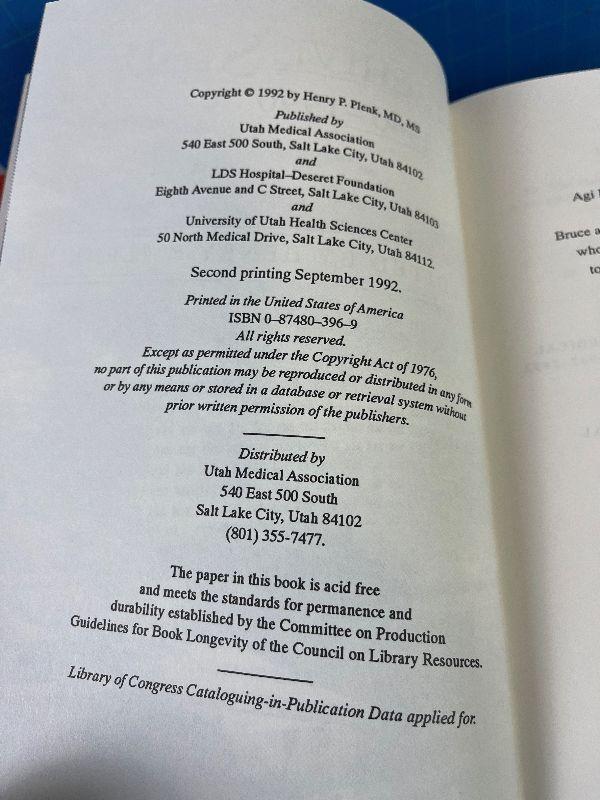 Copyright © 1992 by Henry P. Plenk, MD, MS
Published by
Utah Medical Association
540 East 500 South, Salt Lake City, Utah 84102
and
LDS Hospital–Deseret Foundation
Eighth Avenue and C Street, Salt Lake City, Utah 84103
and
University of Utah Health Sciences Center
50 North Medical Drive, Salt Lake City, Utah 84112.
Second printing September 1992.
Printed in the United States of America
ISBN 0–87480–396–9
All rights reserved.
Except as permitted under the Copyright Act of 1976,
no part of this publication may be reproduced or distributed in any form
or by any means or stored in a database or retrieval system without
prior written permission of the publishers.
Distributed by
Utah Medical Association
540 East 500 South
Salt Lake City, Utah 84102
(801) 355-7477.
The paper in this book is acid free
and meets the standards for permanence and
durability established by the Committee on Production
Guidelines for Book Longevity of the Council on Library Resources.
Library of Congress Cataloguing-in-Publication Data applied for.
Agi
Bruce a
who
to